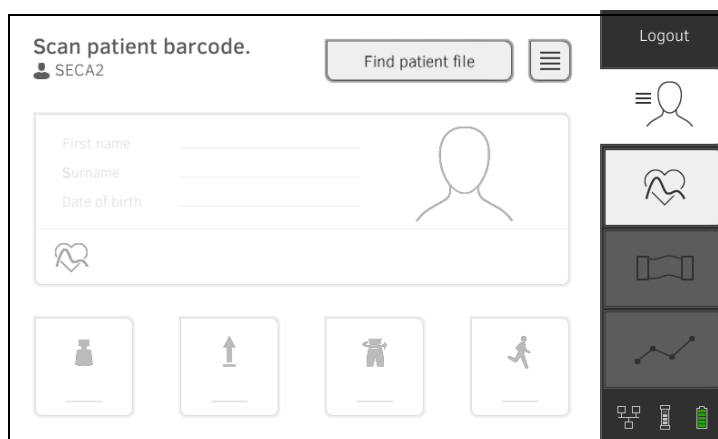 Logout
Scan patient barcode.
SECA2
Find patient file
First name
Surname
Date of birth